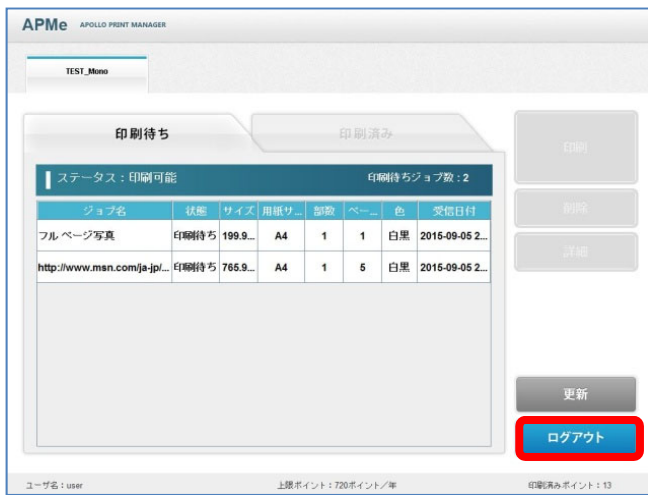 APMe APOLLO PRINT MANAGER
TEST_Mono
印刷待ち 印刷済み
印刷
ステータス：印刷可能 印刷待ちジョブ数：2
ジョブ名 状態 サイズ 用紙サ... 部数 ペー... 色 受信日付
削除
フル ページ写真 印刷待ち 199.9... A4 1 1 白黒 2015-09-05 2...
詳細
http://www.msn.com/ja-jp/... 印刷待ち 765.9... A4 1 5 白黒 2015-09-05 2...
更新
ログアウト
ユーザ名：user 上限ポイント：720ポイント／年 印刷済みポイント：13